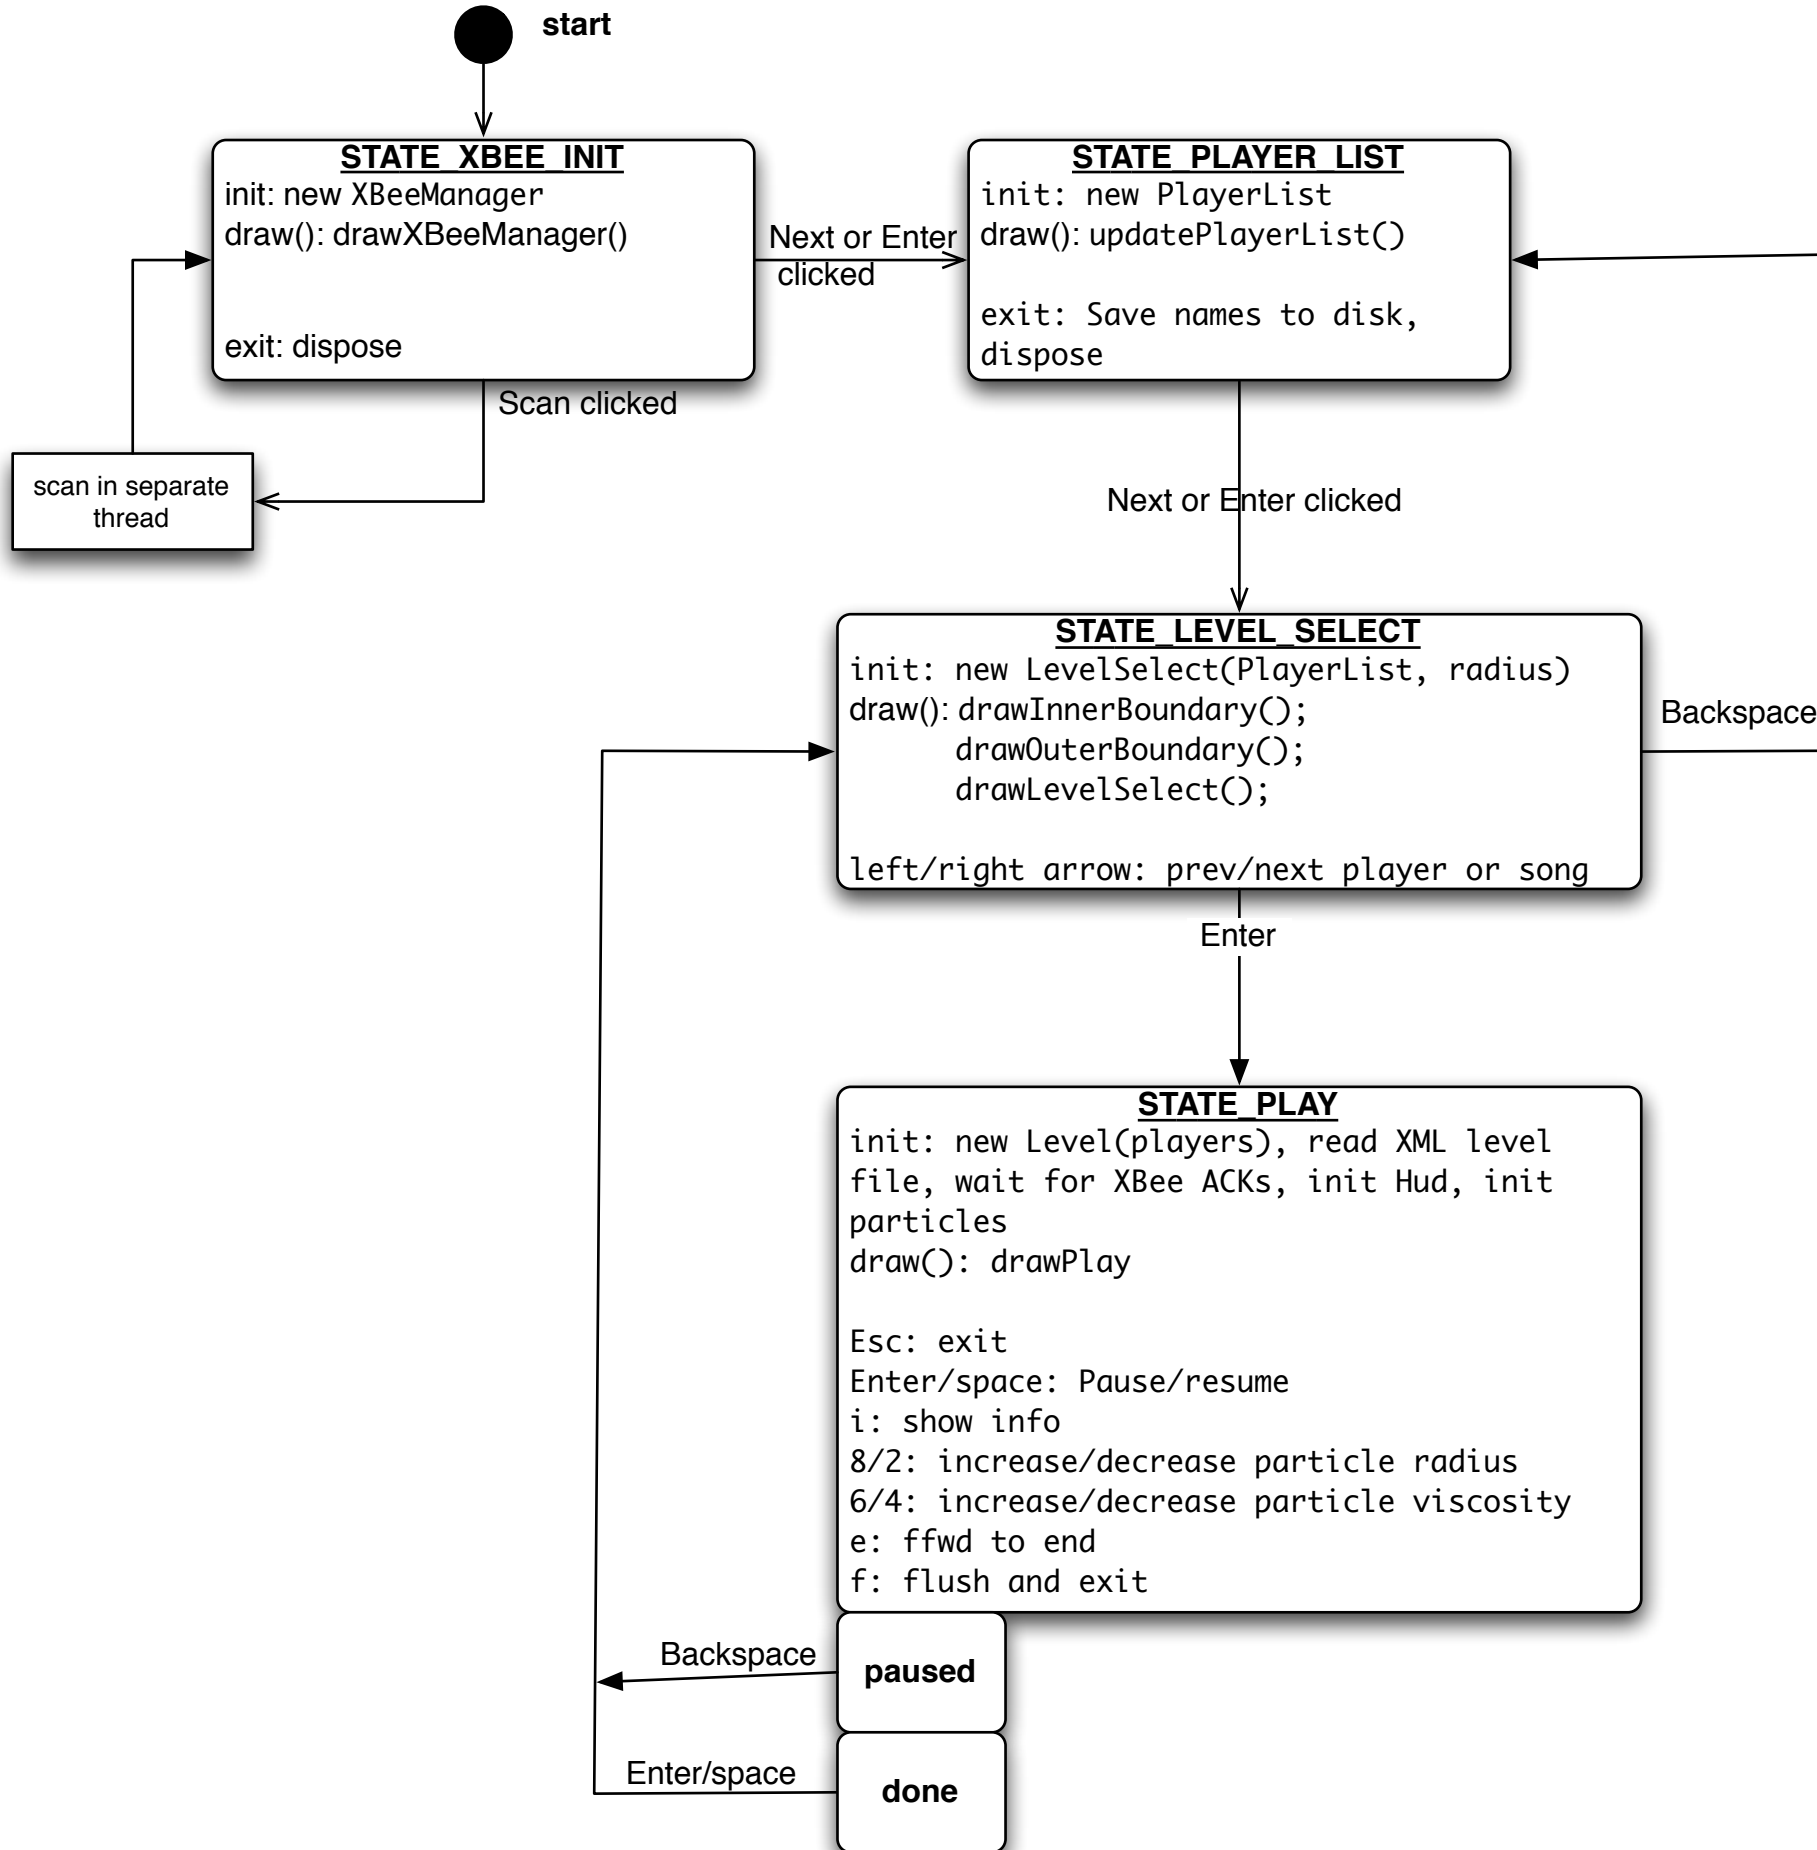 start
STATE_XBEE_INIT
init: new XBeeManager
draw(): drawXBeeManager()
exit: dispose
Next or Enter
clicked
STATE_PLAYER_LIST
init: new PlayerList
draw(): updatePlayerList()
exit: Save names to disk,
dispose
Scan clicked
scan in separate
thread
Next or Enter clicked
STATE_LEVEL_SELECT
init: new LevelSelect(PlayerList, radius)
draw(): drawInnerBoundary();
drawOuterBoundary();
drawLevelSelect();
left/right arrow: prev/next player or song
Backspace
Enter
STATE_PLAY
init: new Level(players), read XML level
file, wait for XBee ACKs, init Hud, init
particles
draw(): drawPlay
Esc: exit
Enter/space: Pause/resume
i: show info
8/2: increase/decrease particle radius
6/4: increase/decrease particle viscosity
e: ffwd to end
f: flush and exit
Backspace
paused
Enter/space
done